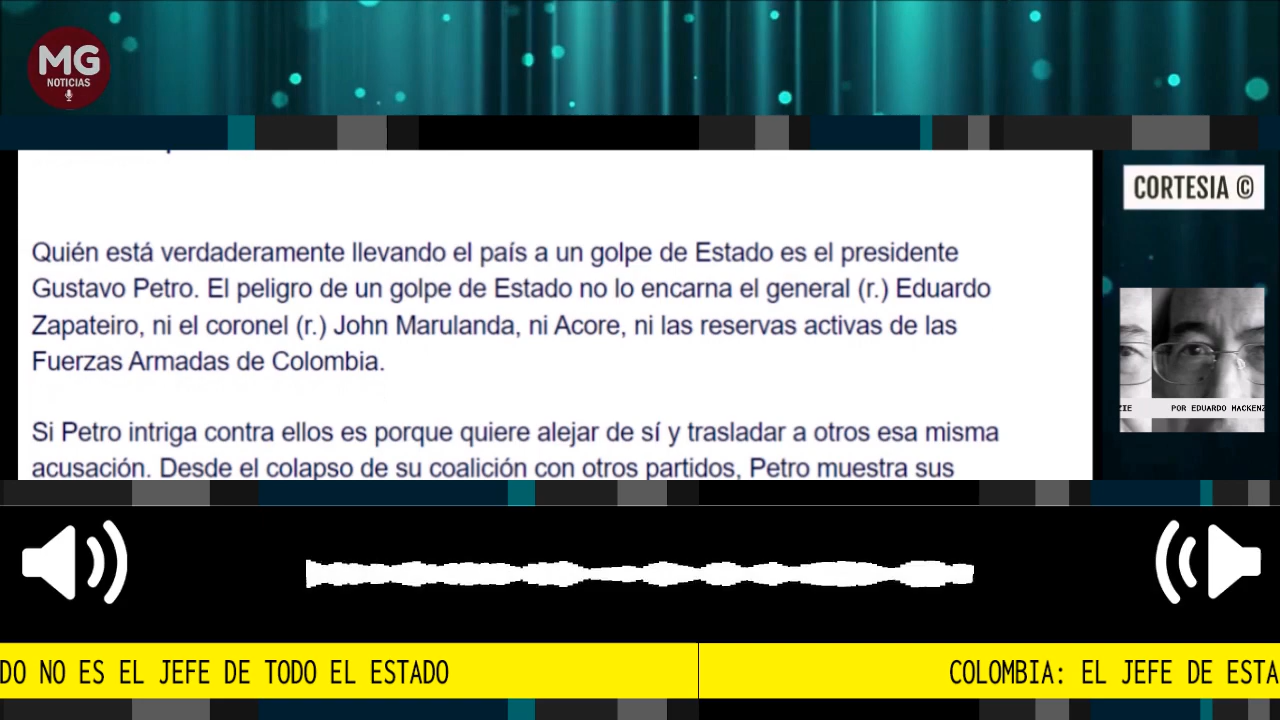 MG
NOTICIAS
CORTESIA ©
Quién está verdaderamente llevando el país a un golpe de Estado es el presidente
Gustavo Petro. El peligro de un golpe de Estado no lo encarna el general (r.) Eduardo
Zapateiro, ni el coronel (r.) John Marulanda, ni Acore, ni las reservas activas de las
Fuerzas Armadas de Colombia.
Si Petro intriga contra ellos es porque quiere alejar de sí y trasladar a otros esa misma
acusación. Desde el colapso de su coalición con otros partidos, Petro muestra sus
ZIE POR EDUARDO MACKENZ
DO NO ES EL JEFE DE TODO EL ESTADO
COLOMBIA: EL JEFE DE ESTA